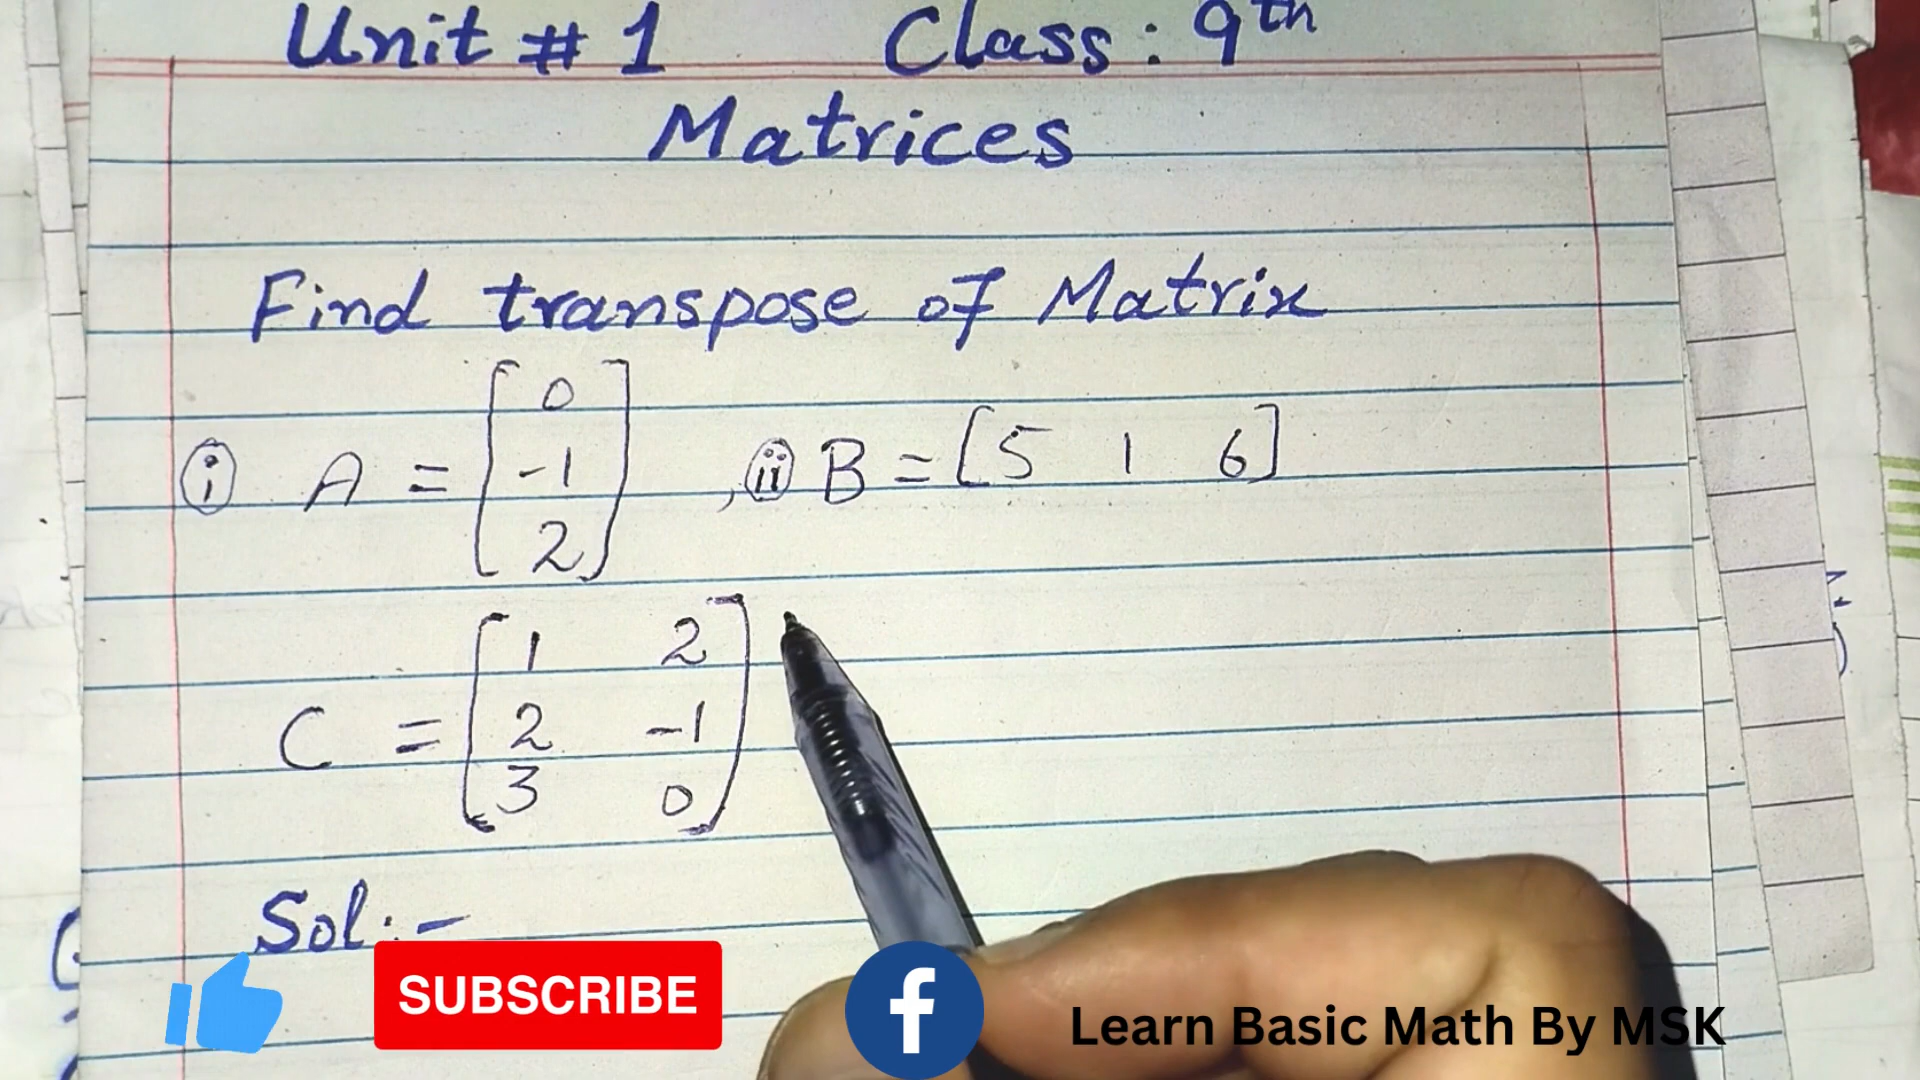 Unit # 1 Class: 9th
Matrices
Find transpose of Matrix
(i) A = [0
-1
2]
, (ii) B = [5 1 6]
C = [1 2
2 -1
3 0]
Sol:-
SUBSCRIBE
f
Learn Basic Math By MSK